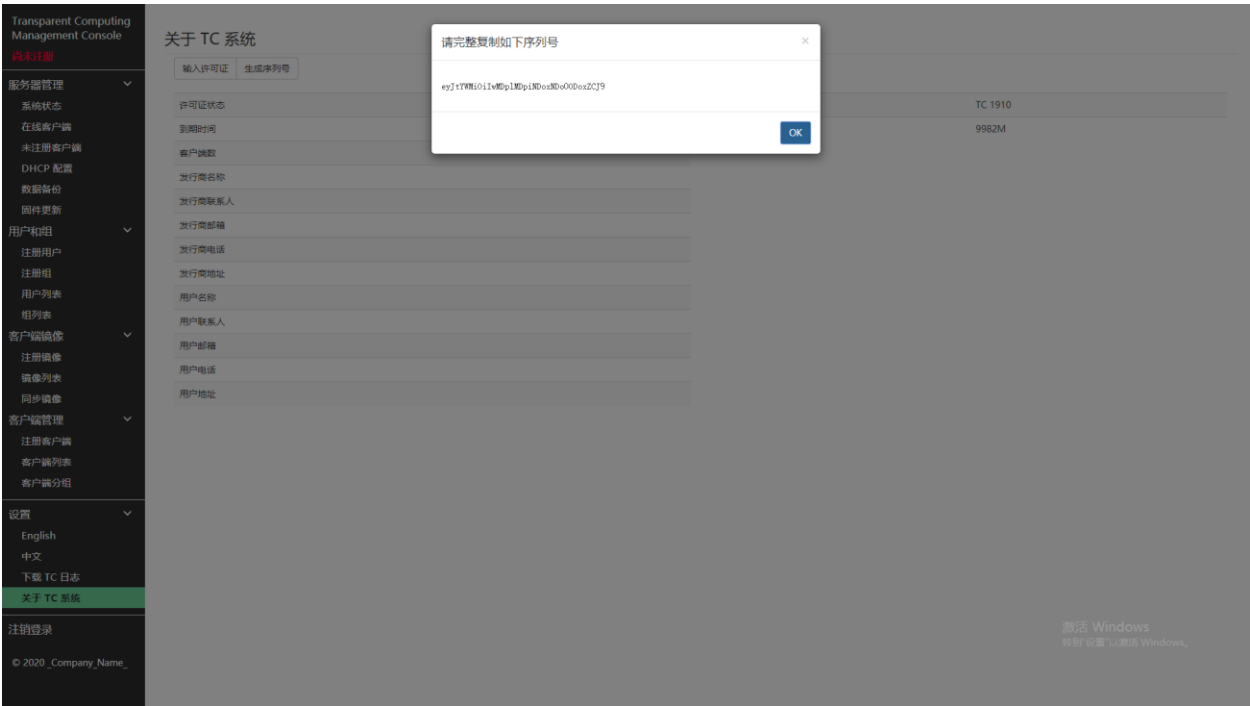 Transparent Computing
Management Console
尚未注册
服务器管理
系统状态
在线客户端
未注册客户端
DHCP 配置
数据备份
固件更新
用户和组
注册用户
注册组
用户列表
组列表
客户端镜像
注册镜像
镜像列表
同步镜像
客户端管理
注册客户端
客户端列表
客户端分组
设置
English
中文
下载 TC 日志
关于 TC 系统
注销登录
© 2020 _Company_Name_
关于 TC 系统
输入许可证 生成序列号
许可证状态
到期时间
客户端数
发行商名称
发行商联系人
发行商邮箱
发行商电话
发行商地址
用户名称
用户联系人
用户邮箱
用户电话
用户地址
TC 1910
9982M
请完整复制如下序列号
×
OK
激活 Windows
转到"设置"以激活 Windows。